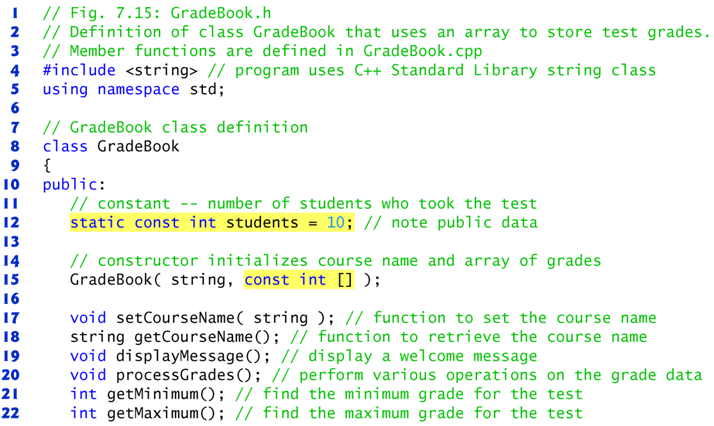 1 // Fig. 7.15: GradeBook.h
2 // Definition of class GradeBook that uses an array to store test grades.
3 // Member functions are defined in GradeBook.cpp
4 #include <string> // program uses C++ Standard Library string class
5 using namespace std;
6
7 // GradeBook class definition
8 class GradeBook
9 {
10 public:
11 // constant -- number of students who took the test
12 static const int students = 10; // note public data
13
14 // constructor initializes course name and array of grades
15 GradeBook( string, const int [] );
16
17 void setCourseName( string ); // function to set the course name
18 string getCourseName(); // function to retrieve the course name
19 void displayMessage(); // display a welcome message
20 void processGrades(); // perform various operations on the grade data
21 int getMinimum(); // find the minimum grade for the test
22 int getMaximum(); // find the maximum grade for the test